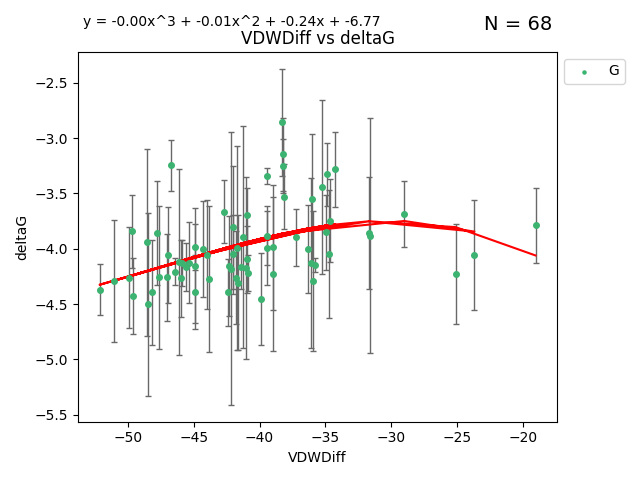 y = -0.00x^3 + -0.01x^2 + -0.24x + -6.77
N = 68
VDWDiff vs deltaG
G
deltaG
−2.5
−3.0
−3.5
−4.0
−4.5
−5.0
−5.5
−50 −45 −40 −35 −30 −25 −20
VDWDiff